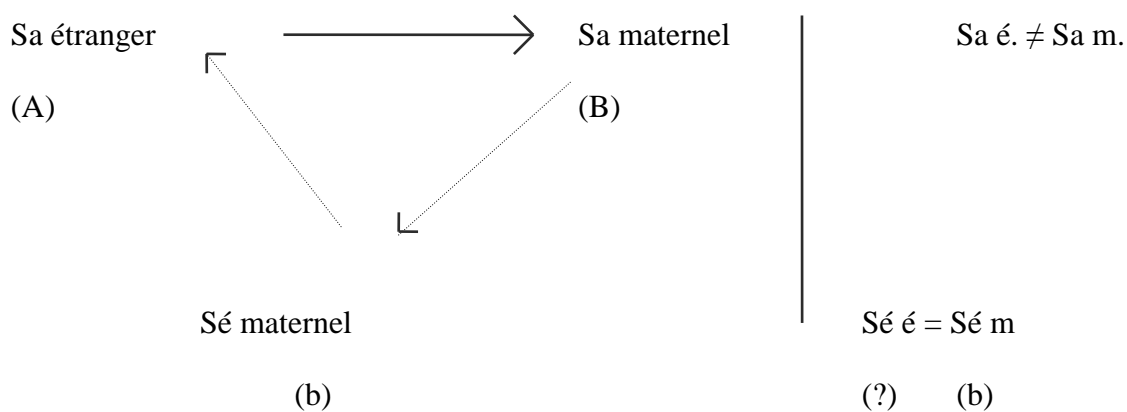 Sa étranger Sa maternel Sa é. ≠ Sa m.
(A) (B)
Sé maternel Sé é = Sé m
(b) (?) (b)